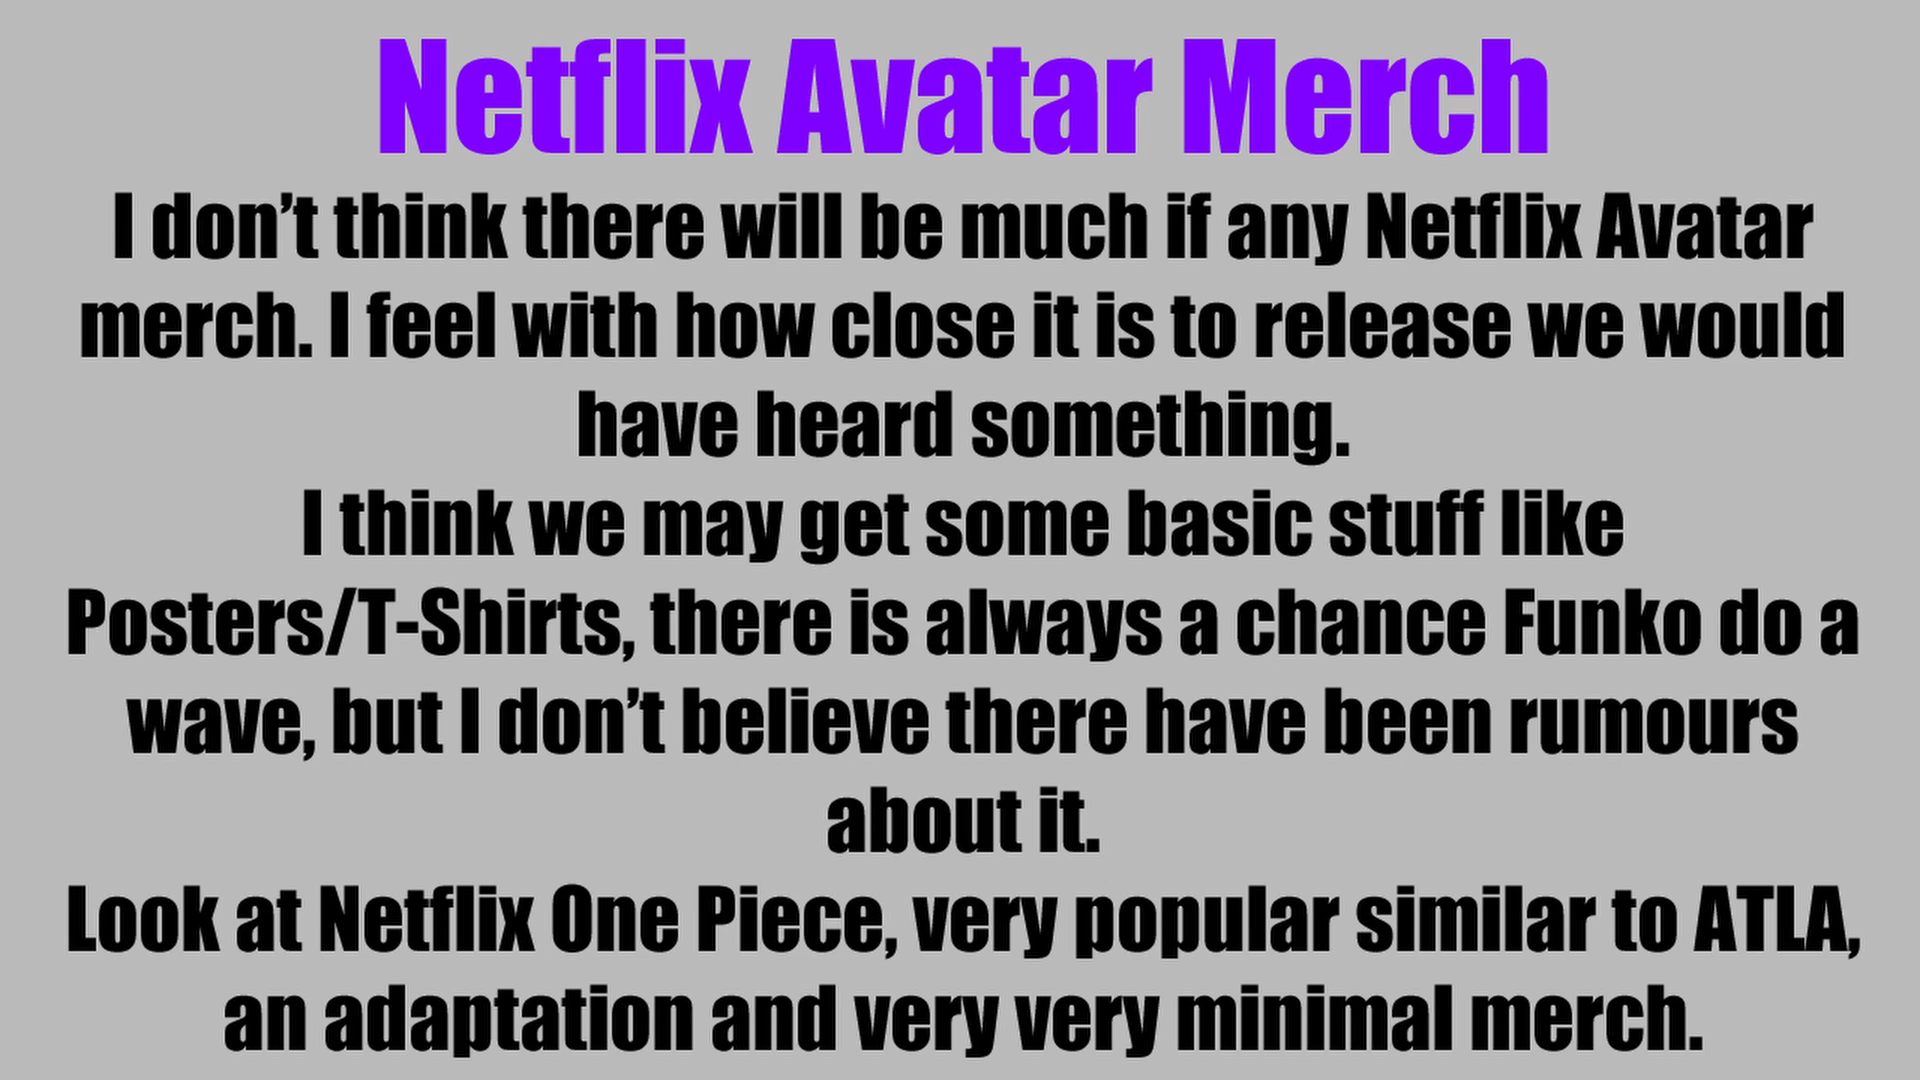 Netflix Avatar Merch
I don’t think there will be much if any Netflix Avatar
merch. I feel with how close it is to release we would
have heard something.
I think we may get some basic stuff like
Posters/T-Shirts, there is always a chance Funko do a
wave, but I don’t believe there have been rumours
about it.
Look at Netflix One Piece, very popular similar to ATLA,
an adaptation and very very minimal merch.